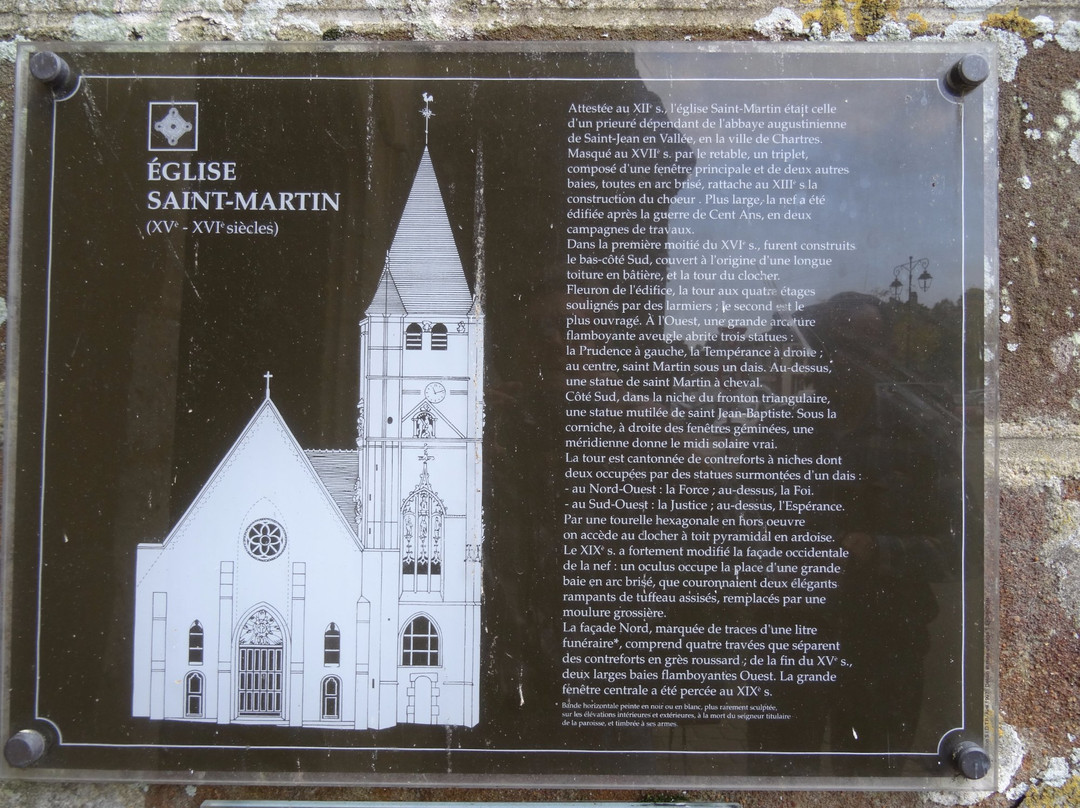 ÉGLISE
SAINT-MARTIN
(XVe - XVIe siècles)
Attestée au XIIe s., l'église Saint-Martin était celle
d'un prieuré dépendant de l'abbaye augustinienne
de Saint-Jean en Vallée, en la ville de Chartres.
Masqué au XVIIe s. par le retable, un triplet,
composé d'une fenêtre principale et de deux autres
baies, toutes en arc brisé, rattache au XIIIe s la
construction du choeur . Plus large, la nef a été
édifiée après la guerre de Cent Ans, en deux
campagnes de travaux.
Dans la première moitié du XVIe s., furent construits
le bas-côté Sud, couvert à l'origine d'une longue
toiture en bâtière, et la tour du clocher.
Fleuron de l'édifice, la tour aux quatre étages
soulignés par des larmiers ; le second est le
plus ouvragé. À l'Ouest, une grande arcature
flamboyante aveugle abrite trois statues :
la Prudence à gauche, la Tempérance à droite ;
au centre, saint Martin sous un dais. Au-dessus,
une statue de saint Martin à cheval.
Côté Sud, dans la niche du fronton triangulaire,
une statue mutilée de saint Jean-Baptiste. Sous la
corniche, à droite des fenêtres géminées, une
méridienne donne le midi solaire vrai.
La tour est cantonnée de contreforts à niches dont
deux occupées par des statues surmontées d'un dais :
- au Nord-Ouest : la Force ; au-dessus, la Foi.
- au Sud-Ouest : la Justice ; au-dessus, l'Espérance.
Par une tourelle hexagonale en hors oeuvre
on accède au clocher à toit pyramidal en ardoise.
Le XIXe s. a fortement modifié la façade occidentale
de la nef : un oculus occupe la place d'une grande
baie en arc brisé, que couronnaient deux élégants
rampants de tuffeau assisés, remplacés par une
moulure grossière.
La façade Nord, marquée de traces d'une litre
funéraire*, comprend quatre travées que séparent
des contreforts en grès roussard ; de la fin du XVe s.,
deux larges baies flamboyantes Ouest. La grande
fenêtre centrale a été percée au XIXe s.
* Bande horizontale peinte en noir ou en blanc, plus rarement sculptée,
sur les élévations intérieures et extérieures, à la mort du seigneur titulaire
de la paroisse, et timbrée à ses armes.